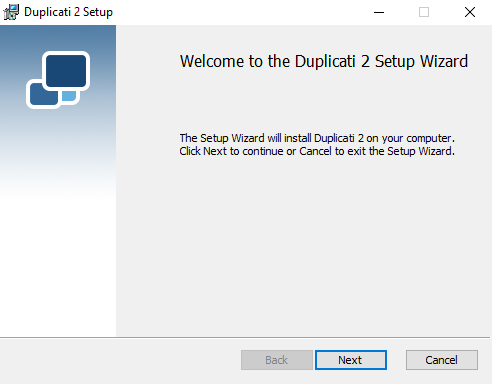 Duplicati 2 Setup
Welcome to the Duplicati 2 Setup Wizard
The Setup Wizard will install Duplicati 2 on your computer.
Click Next to continue or Cancel to exit the Setup Wizard.
Back
Next
Cancel